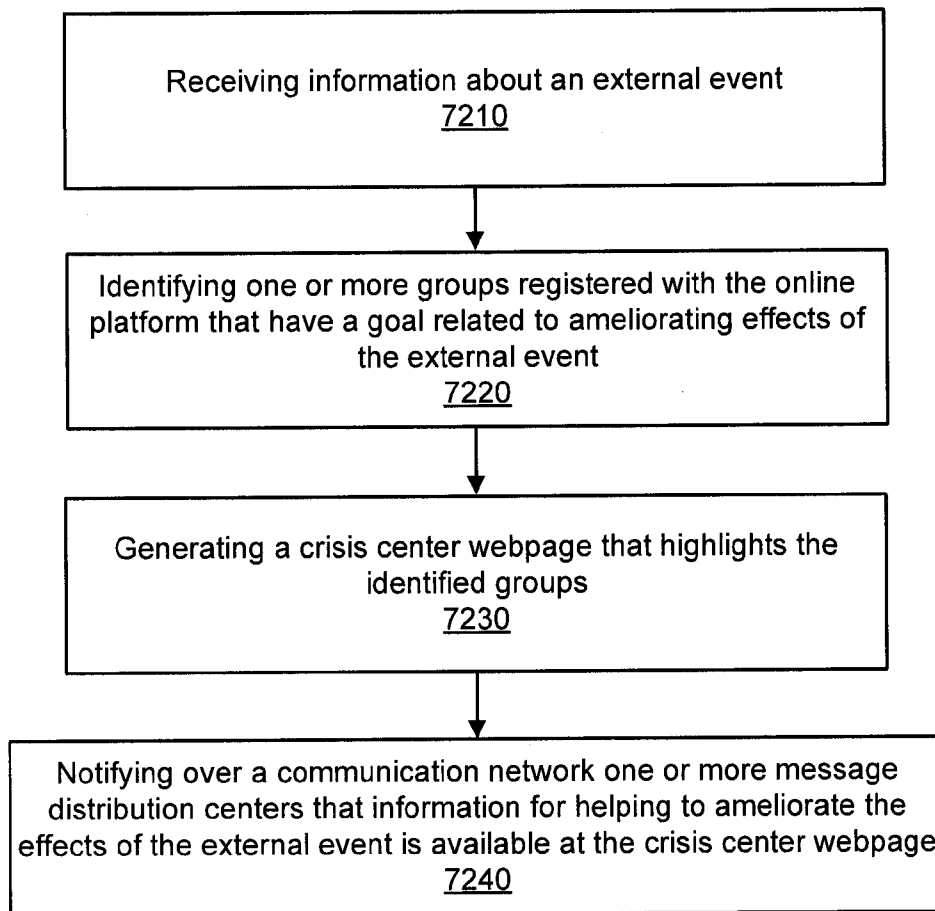 Receiving information about an external event
7210
Identifying one or more groups registered with the online
platform that have a goal related to ameliorating effects of
the external event
7220
Generating a crisis center webpage that highlights the
identified groups
7230
Notifying over a communication network one or more message
distribution centers that information for helping to ameliorate the
effects of the external event is available at the crisis center webpage
7240